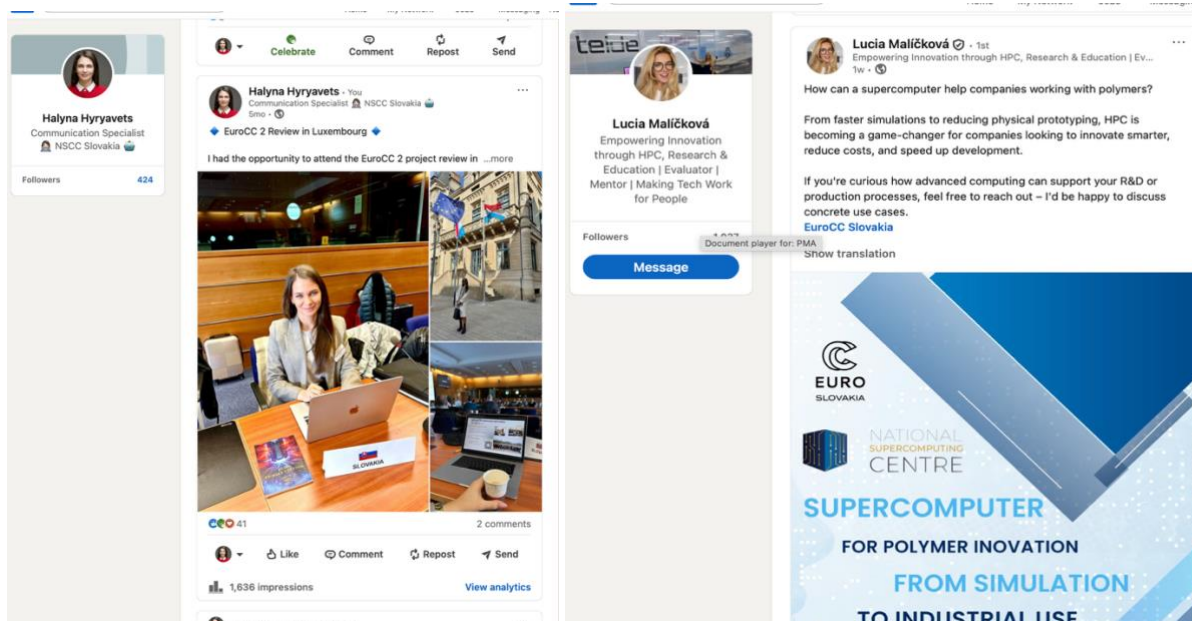 Celebrate
Comment
Repost
Send
Halyna Hyryavets
Communication Specialist
NSCC Slovakia
Followers 424
Halyna Hyryavets • You
Communication Specialist NSCC Slovakia
5mo •
EuroCC 2 Review in Luxembourg
I had the opportunity to attend the EuroCC 2 project review in ...more
SLOVAKIA
41
2 comments
Like
Comment
Repost
Send
1,636 impressions
View analytics
teide
Lucia Malíčková
Empowering Innovation
through HPC, Research &
Education | Evaluator |
Mentor | Making Tech Work
for People
Followers
Document player for: PMA
Message
Lucia Malíčková • 1st
Empowering Innovation through HPC, Research & Education | Ev...
1w •
How can a supercomputer help companies working with polymers?
From faster simulations to reducing physical prototyping, HPC is
becoming a game-changer for companies looking to innovate smarter,
reduce costs, and speed up development.
If you're curious how advanced computing can support your R&D or
production processes, feel free to reach out – I'd be happy to discuss
concrete use cases.
EuroCC Slovakia
Show translation
EURO
SLOVAKIA
NATIONAL
SUPERCOMPUTING
CENTRE
SUPERCOMPUTER
FOR POLYMER INOVATION
FROM SIMULATION
TO INDUSTRIAL USE